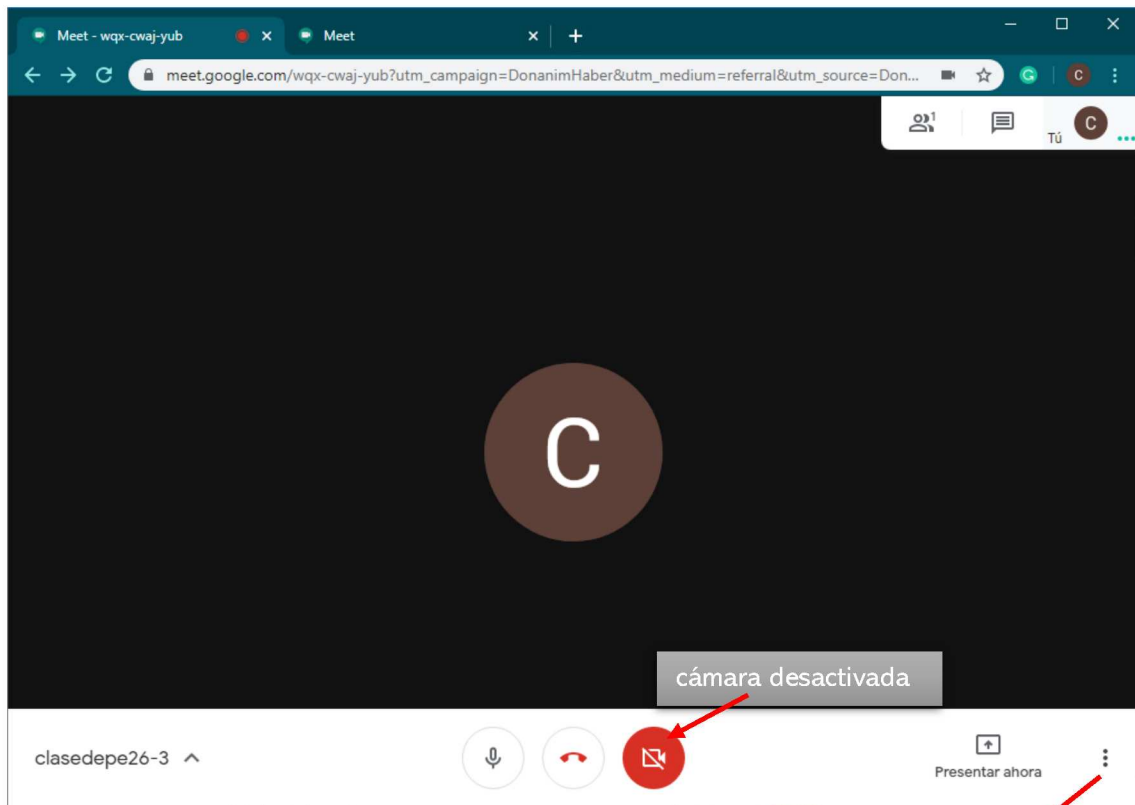 Meet - wqx-cwaj-yub
Meet
meet.google.com/wqx-cwaj-yub?utm_campaign=DonanimHaber&utm_medium=referral&utm_source=Don...
G
C
1
Tú
C
C
cámara desactivada
clasedepe26-3
Presentar ahora